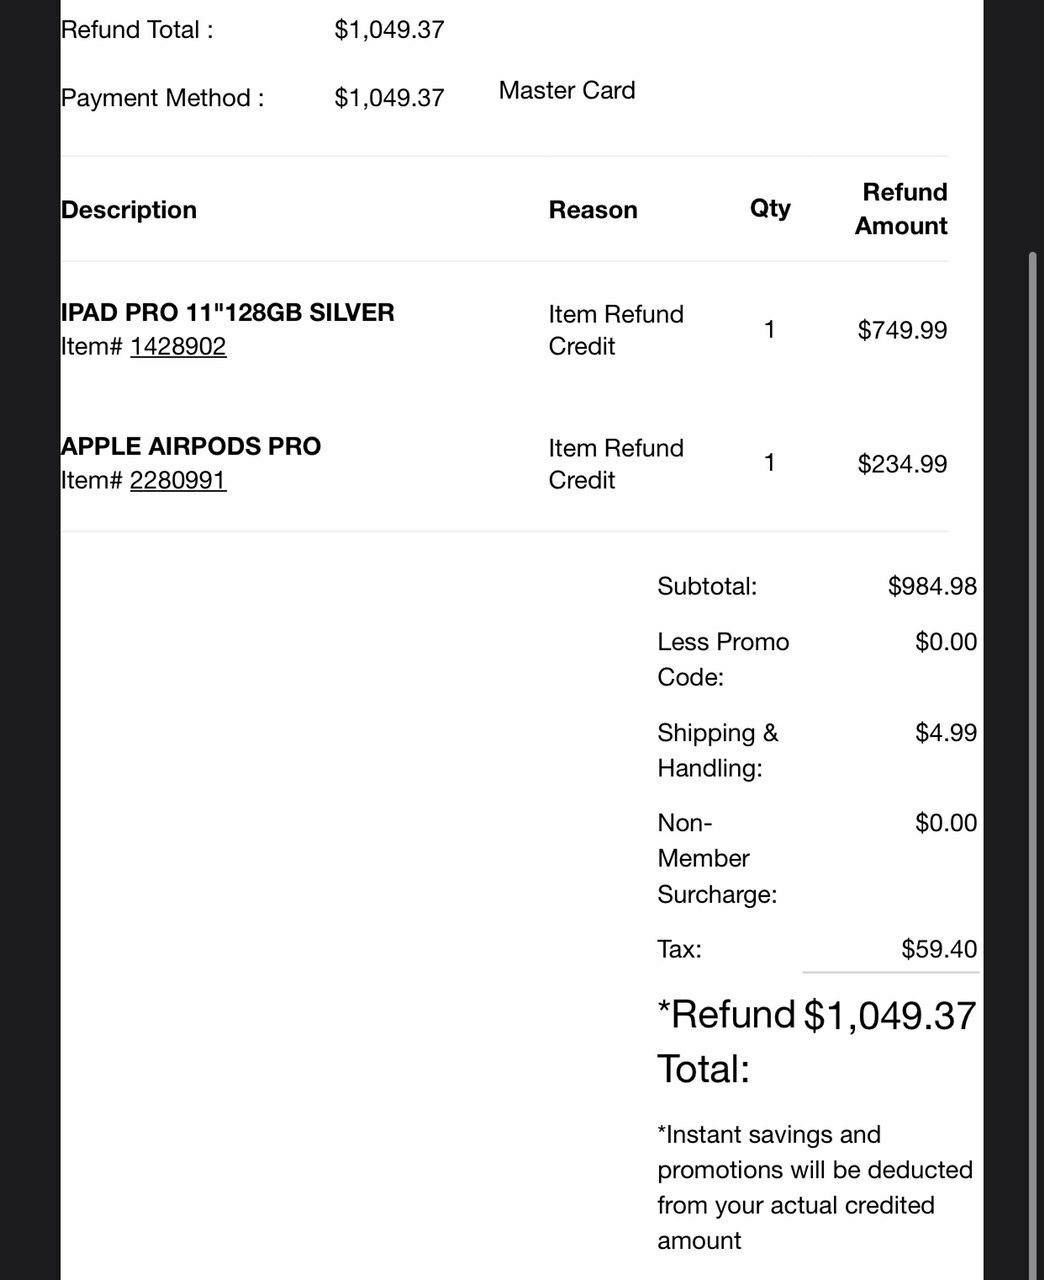 Refund Total : $1,049.37
Payment Method : $1,049.37 Master Card
Description Reason Qty Refund Amount
IPAD PRO 11"128GB SILVER
Item# 1428902
Item Refund
Credit
1 $749.99
APPLE AIRPODS PRO
Item# 2280991
Item Refund
Credit
1 $234.99
Subtotal: $984.98
Less Promo $0.00
Code:
Shipping & $4.99
Handling:
Non- $0.00
Member
Surcharge:
Tax: $59.40
*Refund $1,049.37
Total:
*Instant savings and
promotions will be deducted
from your actual credited
amount